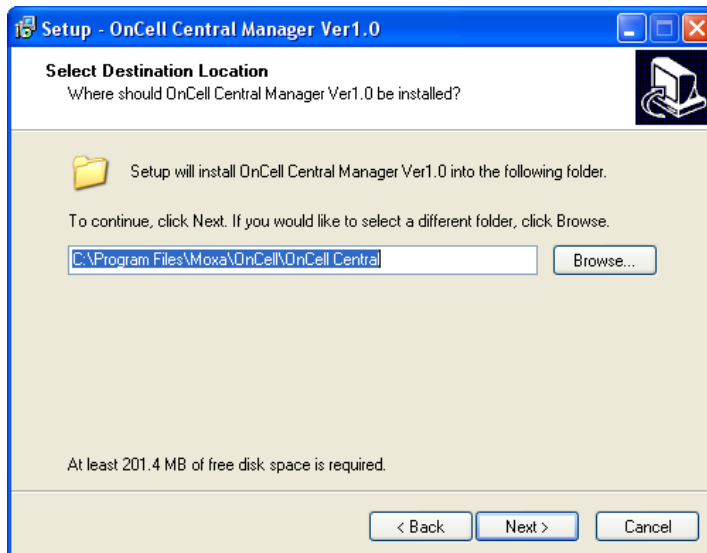 Setup - OnCell Central Manager Ver1.0
Select Destination Location
Where should OnCell Central Manager Ver1.0 be installed?
Setup will install OnCell Central Manager Ver1.0 into the following folder.
To continue, click Next. If you would like to select a different folder, click Browse.
C:\Program Files\Moxa\OnCell\OnCell Central
Browse...
At least 201.4 MB of free disk space is required.
< Back
Next >
Cancel